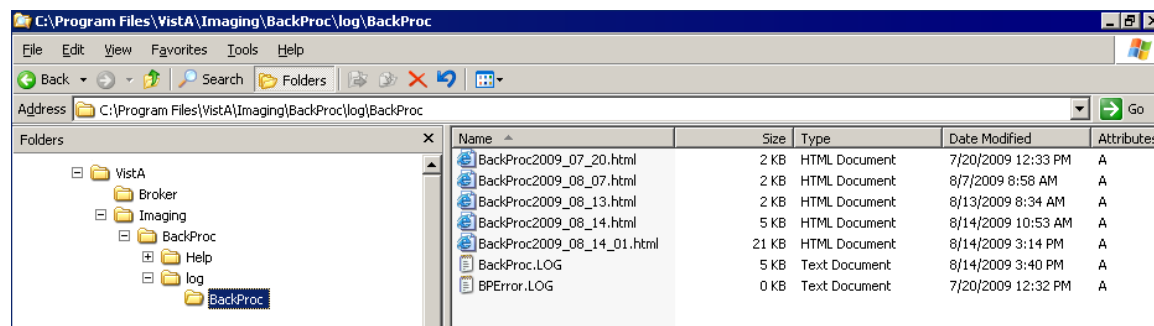 C:\Program Files\VistA\Imaging\BackProc\log\BackProc
File Edit View Favorites Tools Help
Back Search Folders
Address C:\Program Files\VistA\Imaging\BackProc\log\BackProc Go
Folders x Name Size Type Date Modified Attributes
VistA
Broker
Imaging
BackProc
Help
log
BackProc
BackProc2009_07_20.html 2 KB HTML Document 7/20/2009 12:33 PM A
BackProc2009_08_07.html 2 KB HTML Document 8/7/2009 8:58 AM A
BackProc2009_08_13.html 2 KB HTML Document 8/13/2009 8:34 AM A
BackProc2009_08_14.html 5 KB HTML Document 8/14/2009 10:53 AM A
BackProc2009_08_14_01.html 21 KB HTML Document 8/14/2009 3:14 PM A
BackProc.LOG 5 KB Text Document 8/14/2009 3:40 PM A
BPError.LOG 0 KB Text Document 7/20/2009 12:32 PM A